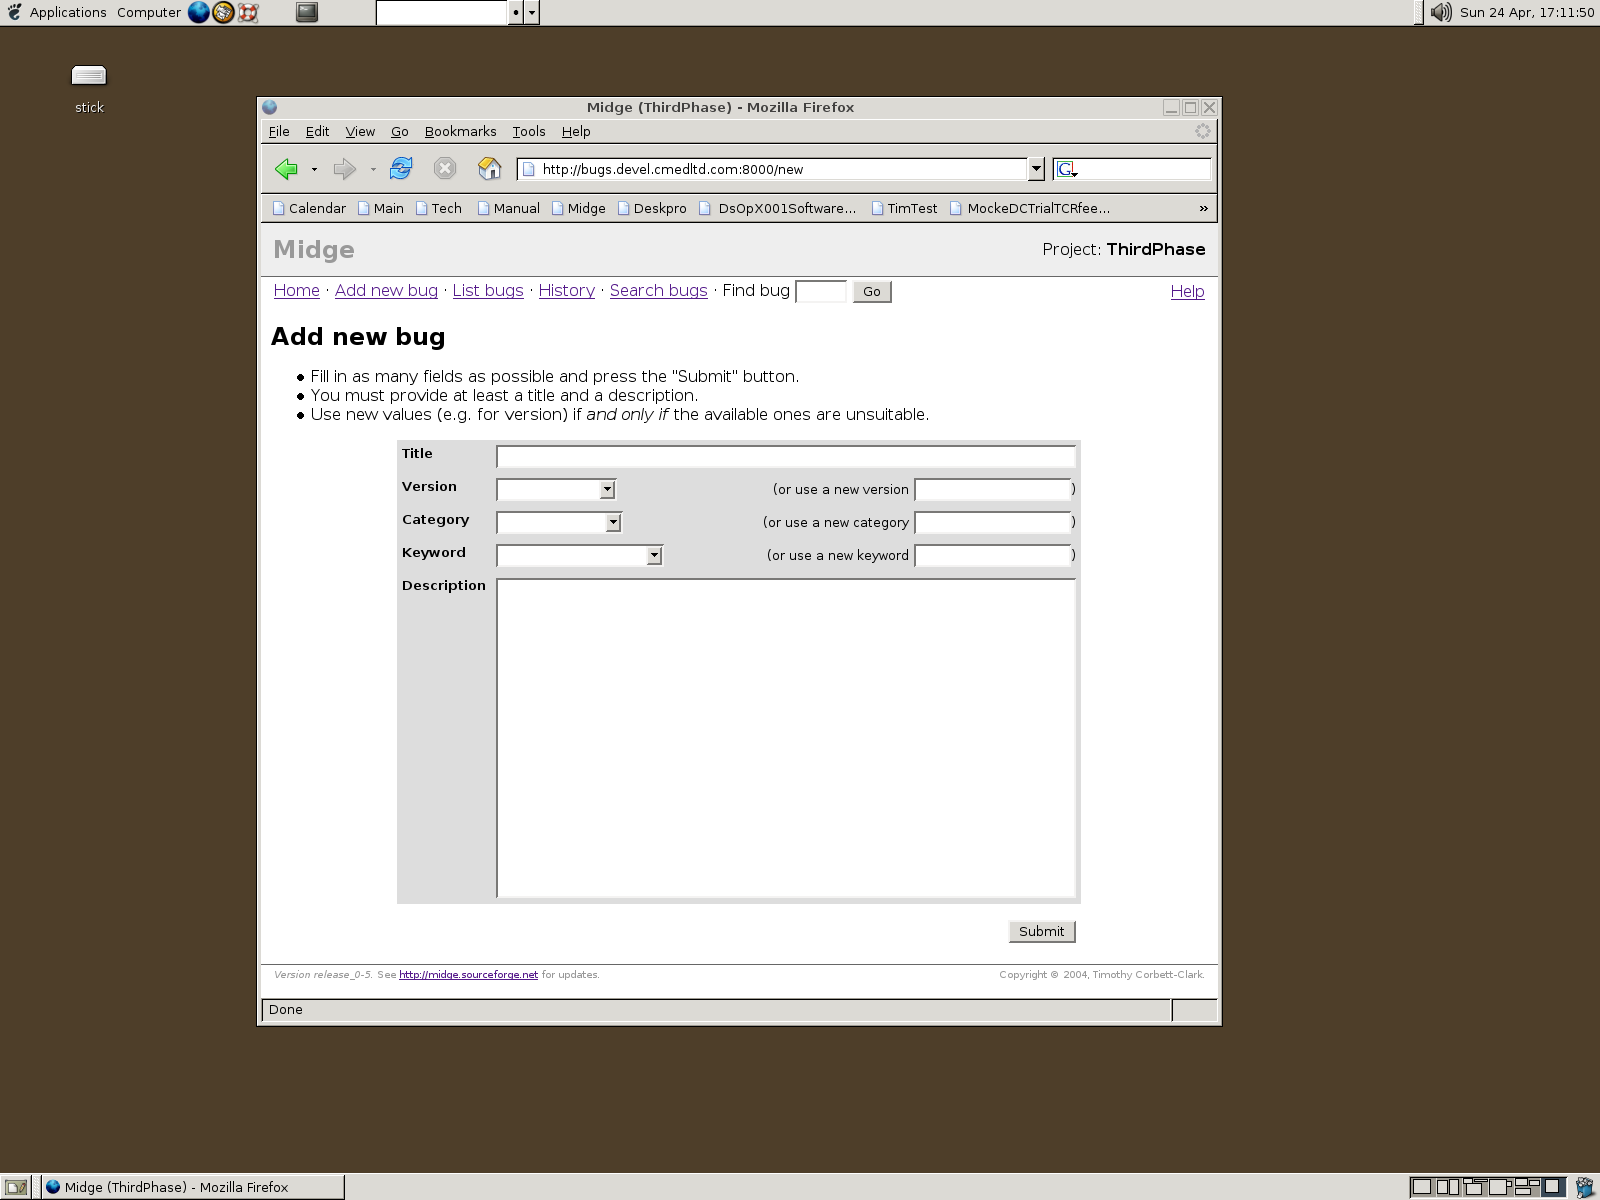 Applications Computer Sun 24 Apr, 17:11:50
stick
Midge (ThirdPhase) - Mozilla Firefox
File Edit View Go Bookmarks Tools Help
http://bugs.devel.cmedltd.com:8000/new
Calendar Main Tech Manual Midge Deskpro DsOpX001Software... TimTest MockeDCTrialTCRfee... »
Midge Project: ThirdPhase
Home · Add new bug · List bugs · History · Search bugs · Find bug Go Help
Add new bug
• Fill in as many fields as possible and press the "Submit" button.
• You must provide at least a title and a description.
• Use new values (e.g. for version) if and only if the available ones are unsuitable.
Title
Version (or use a new version )
Category (or use a new category )
Keyword (or use a new keyword )
Description
Submit
Version release_0-5. See http://midge.sourceforge.net for updates. Copyright © 2004, Timothy Corbett-Clark.
Done
Midge (ThirdPhase) - Mozilla Firefox